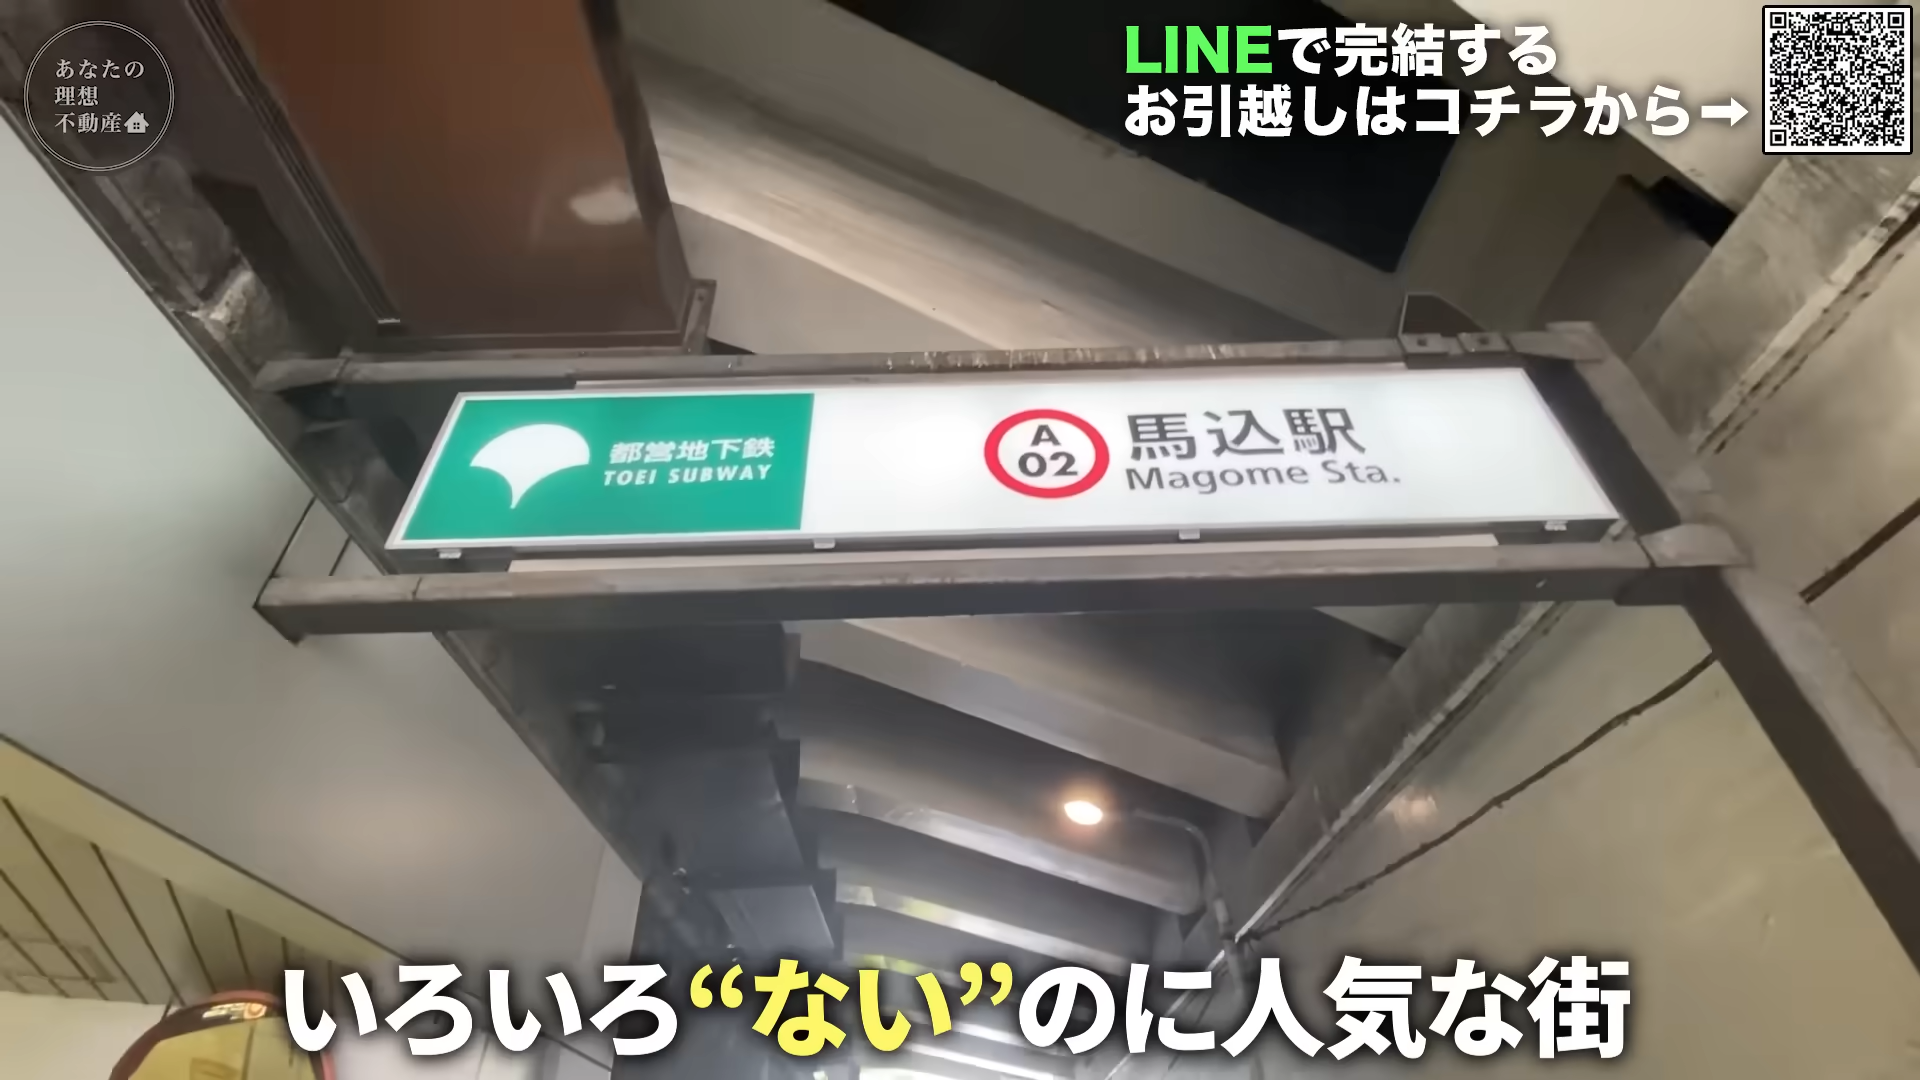 あなたの
理想
不動産
LINEで完結する
お引越しはコチラから➡
都営地下鉄
TOEI SUBWAY
A
02
馬込駅
Magome Sta.
いろいろ“ない”のに人気な街